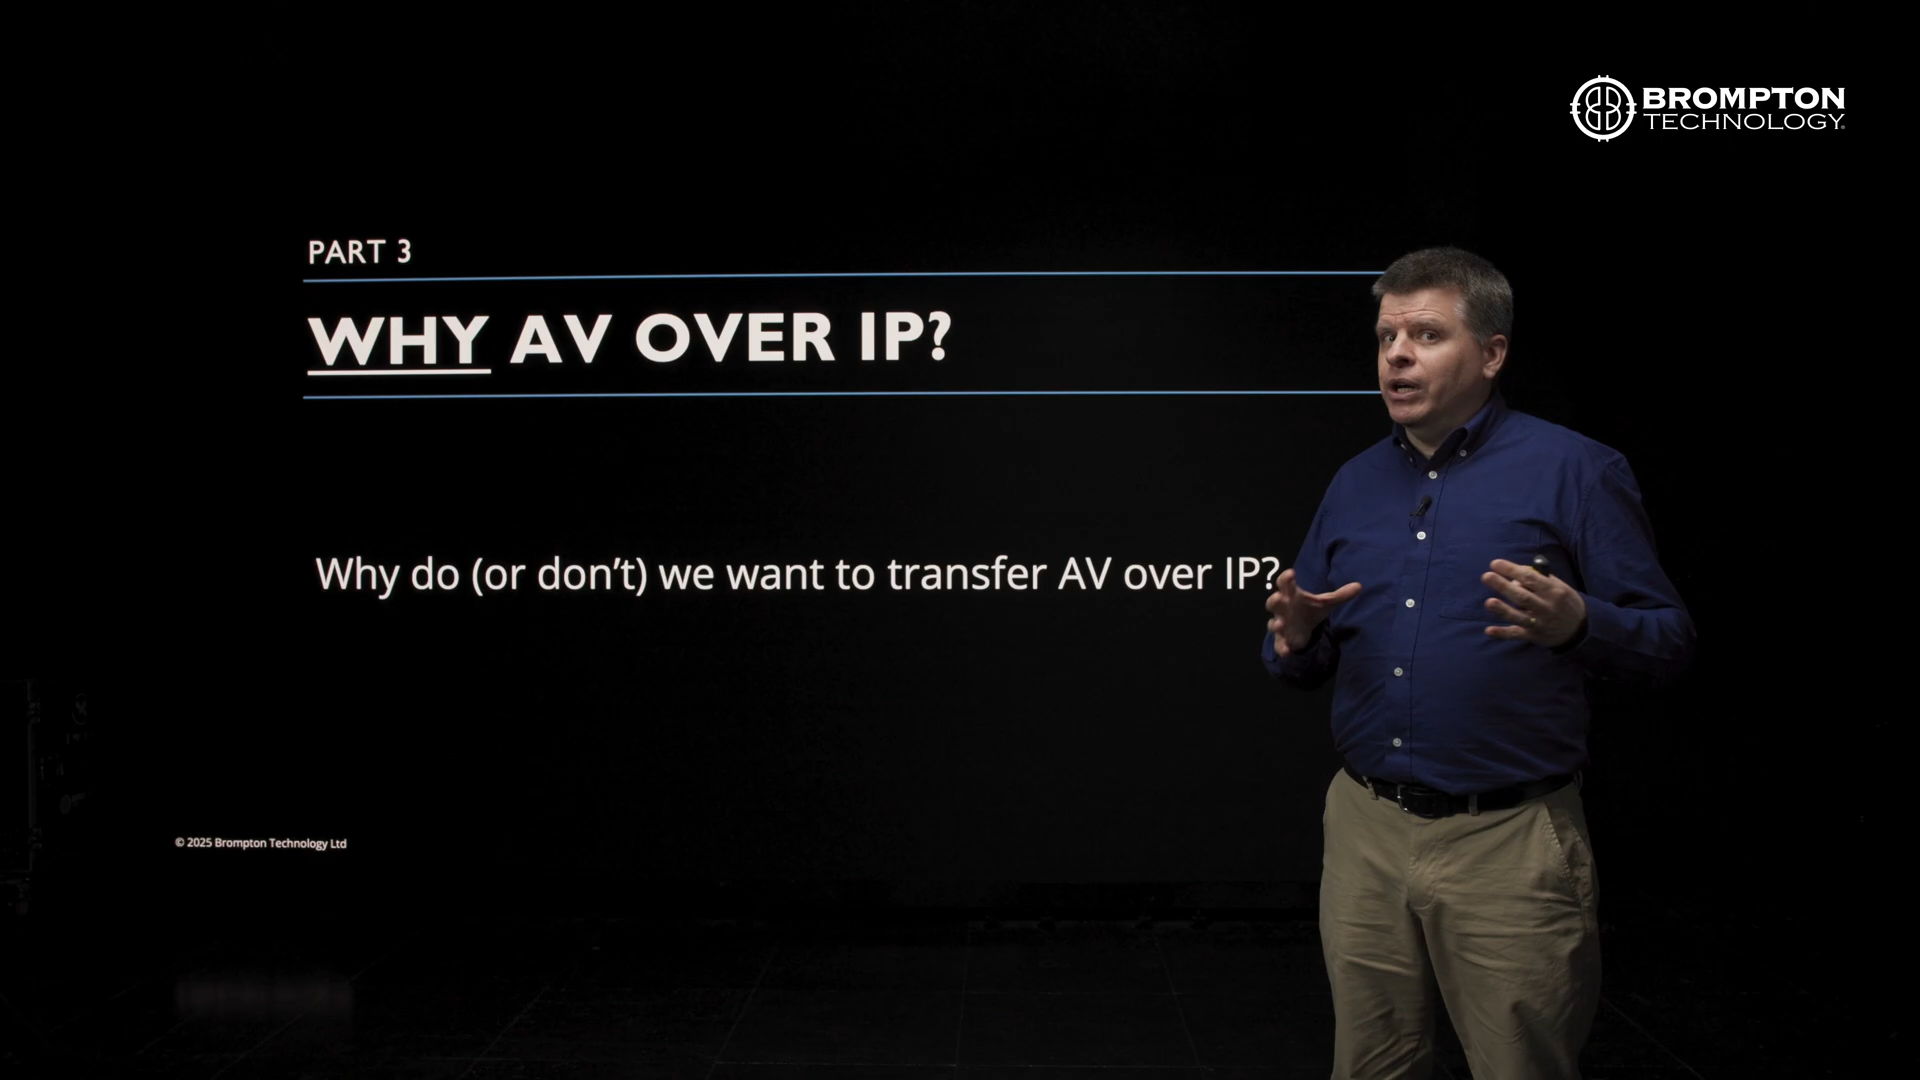 BROMPTON
TECHNOLOGY
PART 3
WHY AV OVER IP?
Why do (or don’t) we want to transfer AV over IP?
© 2025 Brompton Technology Ltd